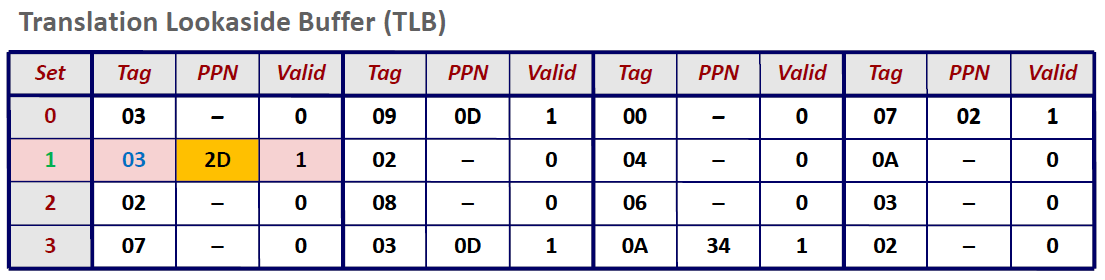 Translation Lookaside Buffer (TLB)
Set Tag PPN Valid Tag PPN Valid Tag PPN Valid Tag PPN Valid
0 03 – 0 09 0D 1 00 – 0 07 02 1
1 03 2D 1 02 – 0 04 – 0 0A – 0
2 02 – 0 08 – 0 06 – 0 03 – 0
3 07 – 0 03 0D 1 0A 34 1 02 – 0